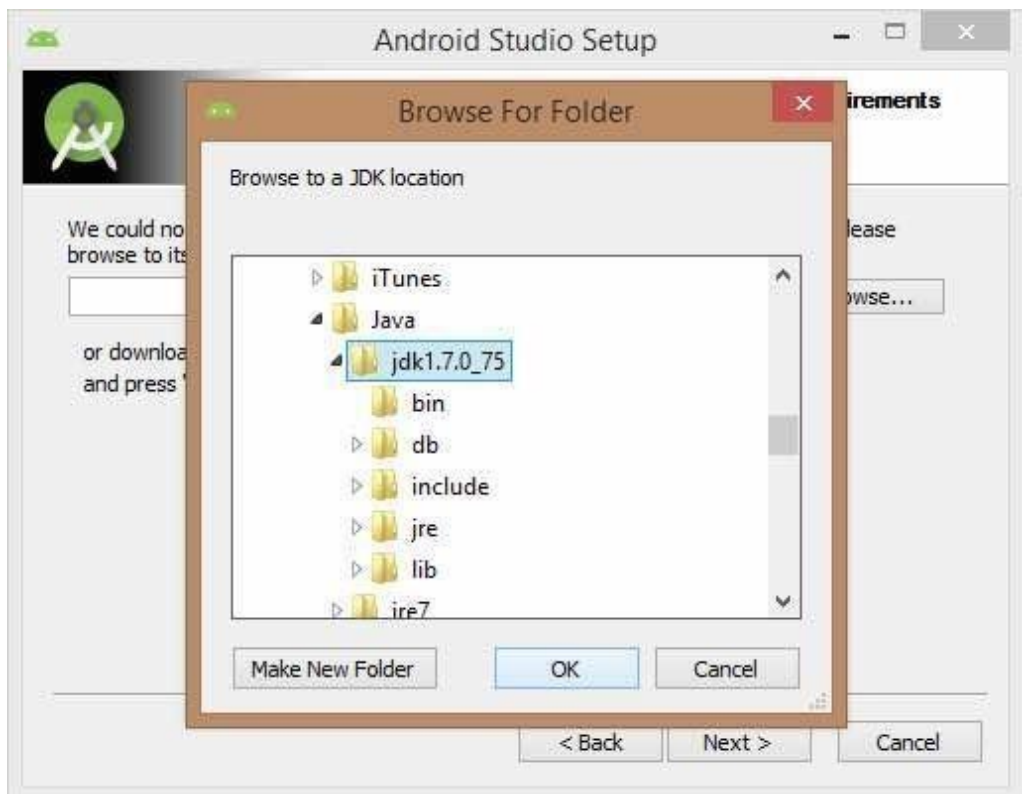 Android Studio Setup
irements
Browse For Folder
Browse to a JDK location
We could no
lease
browse to its
iTunes
Java
owse...
jdk1.7.0_75
or downloa
and press '
bin
db
include
jre
lib
jre7
Make New Folder
OK
Cancel
< Back
Next >
Cancel